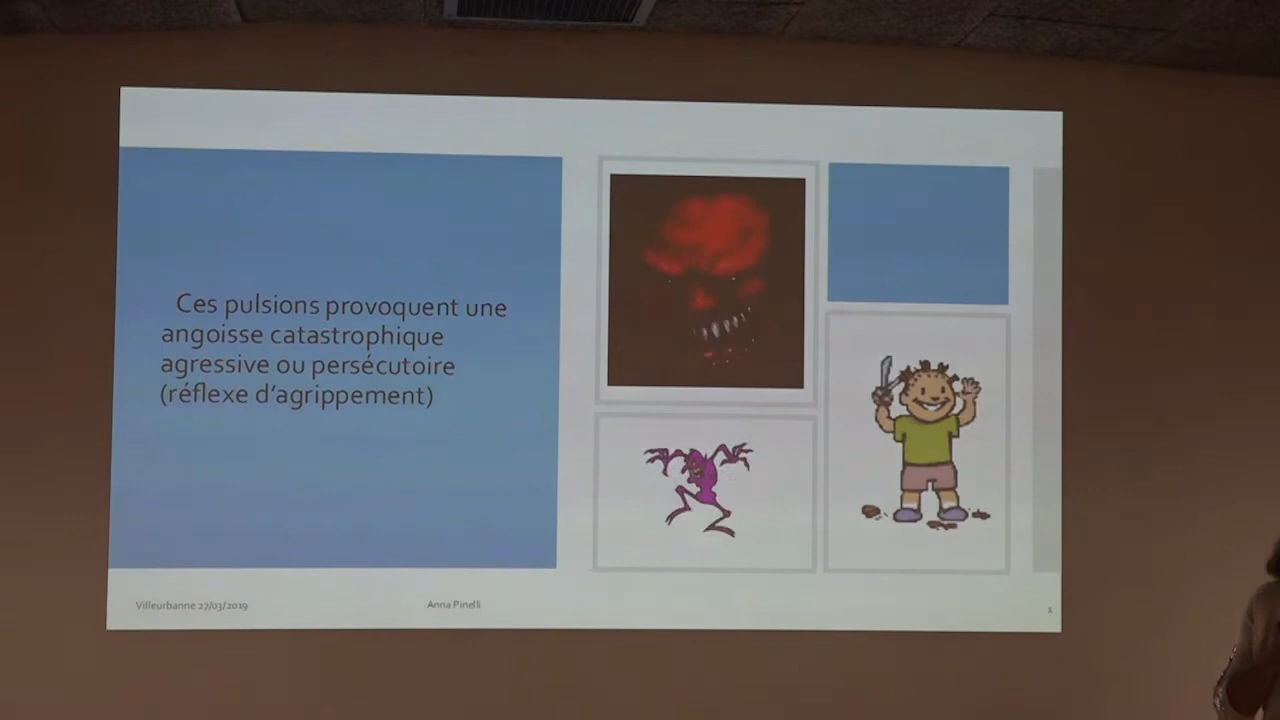 Ces pulsions provoquent une
angoisse catastrophique
agressive ou persécutoire
(réflexe d'agrippement)
Villeurbanne 27/03/2019
Anna Pinelli